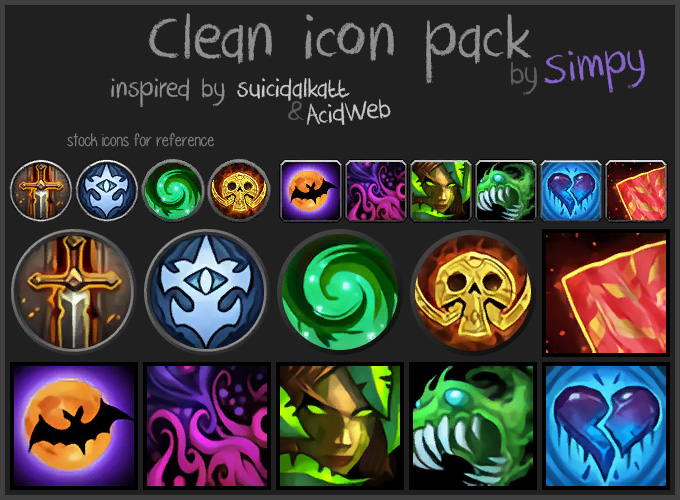 clean icon pack
by simpy
inspired by suicidalkatt
& AcidWeb
stock icons for reference